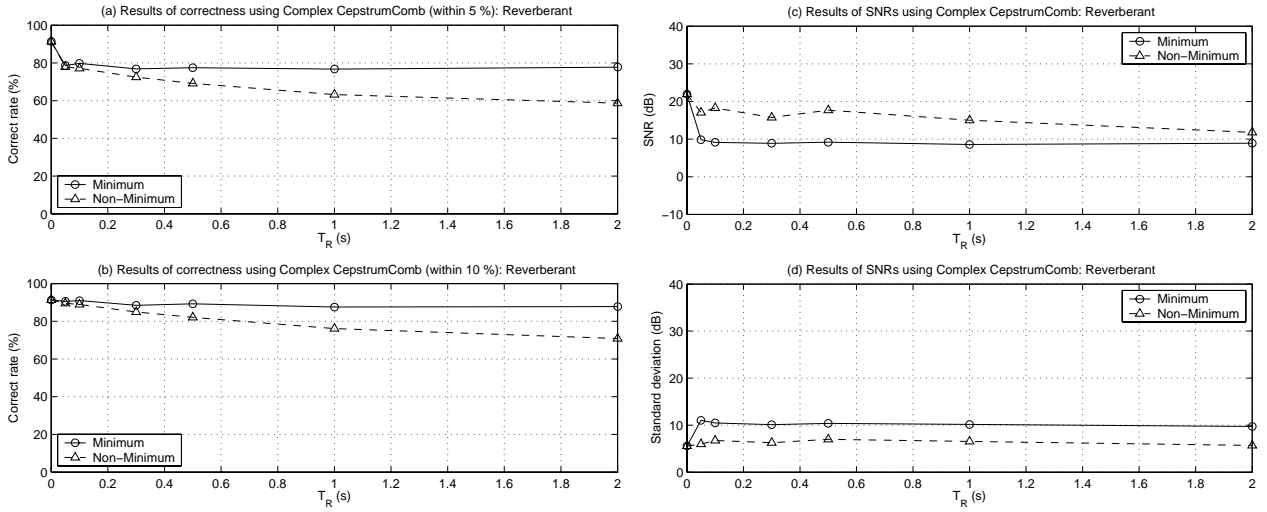 (a) Results of correctness using Complex CepstrumComb (within 5 %): Reverberant
100
80
60
40
20
0
Correct rate (%)
Minimum
Non−Minimum
0 0.2 0.4 0.6 0.8 1 1.2 1.4 1.6 1.8 2
T_R (s)
(b) Results of correctness using Complex CepstrumComb (within 10 %): Reverberant
100
80
60
40
20
0
Correct rate (%)
Minimum
Non−Minimum
0 0.2 0.4 0.6 0.8 1 1.2 1.4 1.6 1.8 2
T_R (s)
(c) Results of SNRs using Complex CepstrumComb: Reverberant
40
30
20
10
0
−10
SNR (dB)
Minimum
Non−Minimum
0 0.2 0.4 0.6 0.8 1 1.2 1.4 1.6 1.8 2
T_R (s)
(d) Results of SNRs using Complex CepstrumComb: Reverberant
40
30
20
10
0
Standard deviation (dB)
Minimum
Non−Minimum
0 0.2 0.4 0.6 0.8 1 1.2 1.4 1.6 1.8 2
T_R (s)